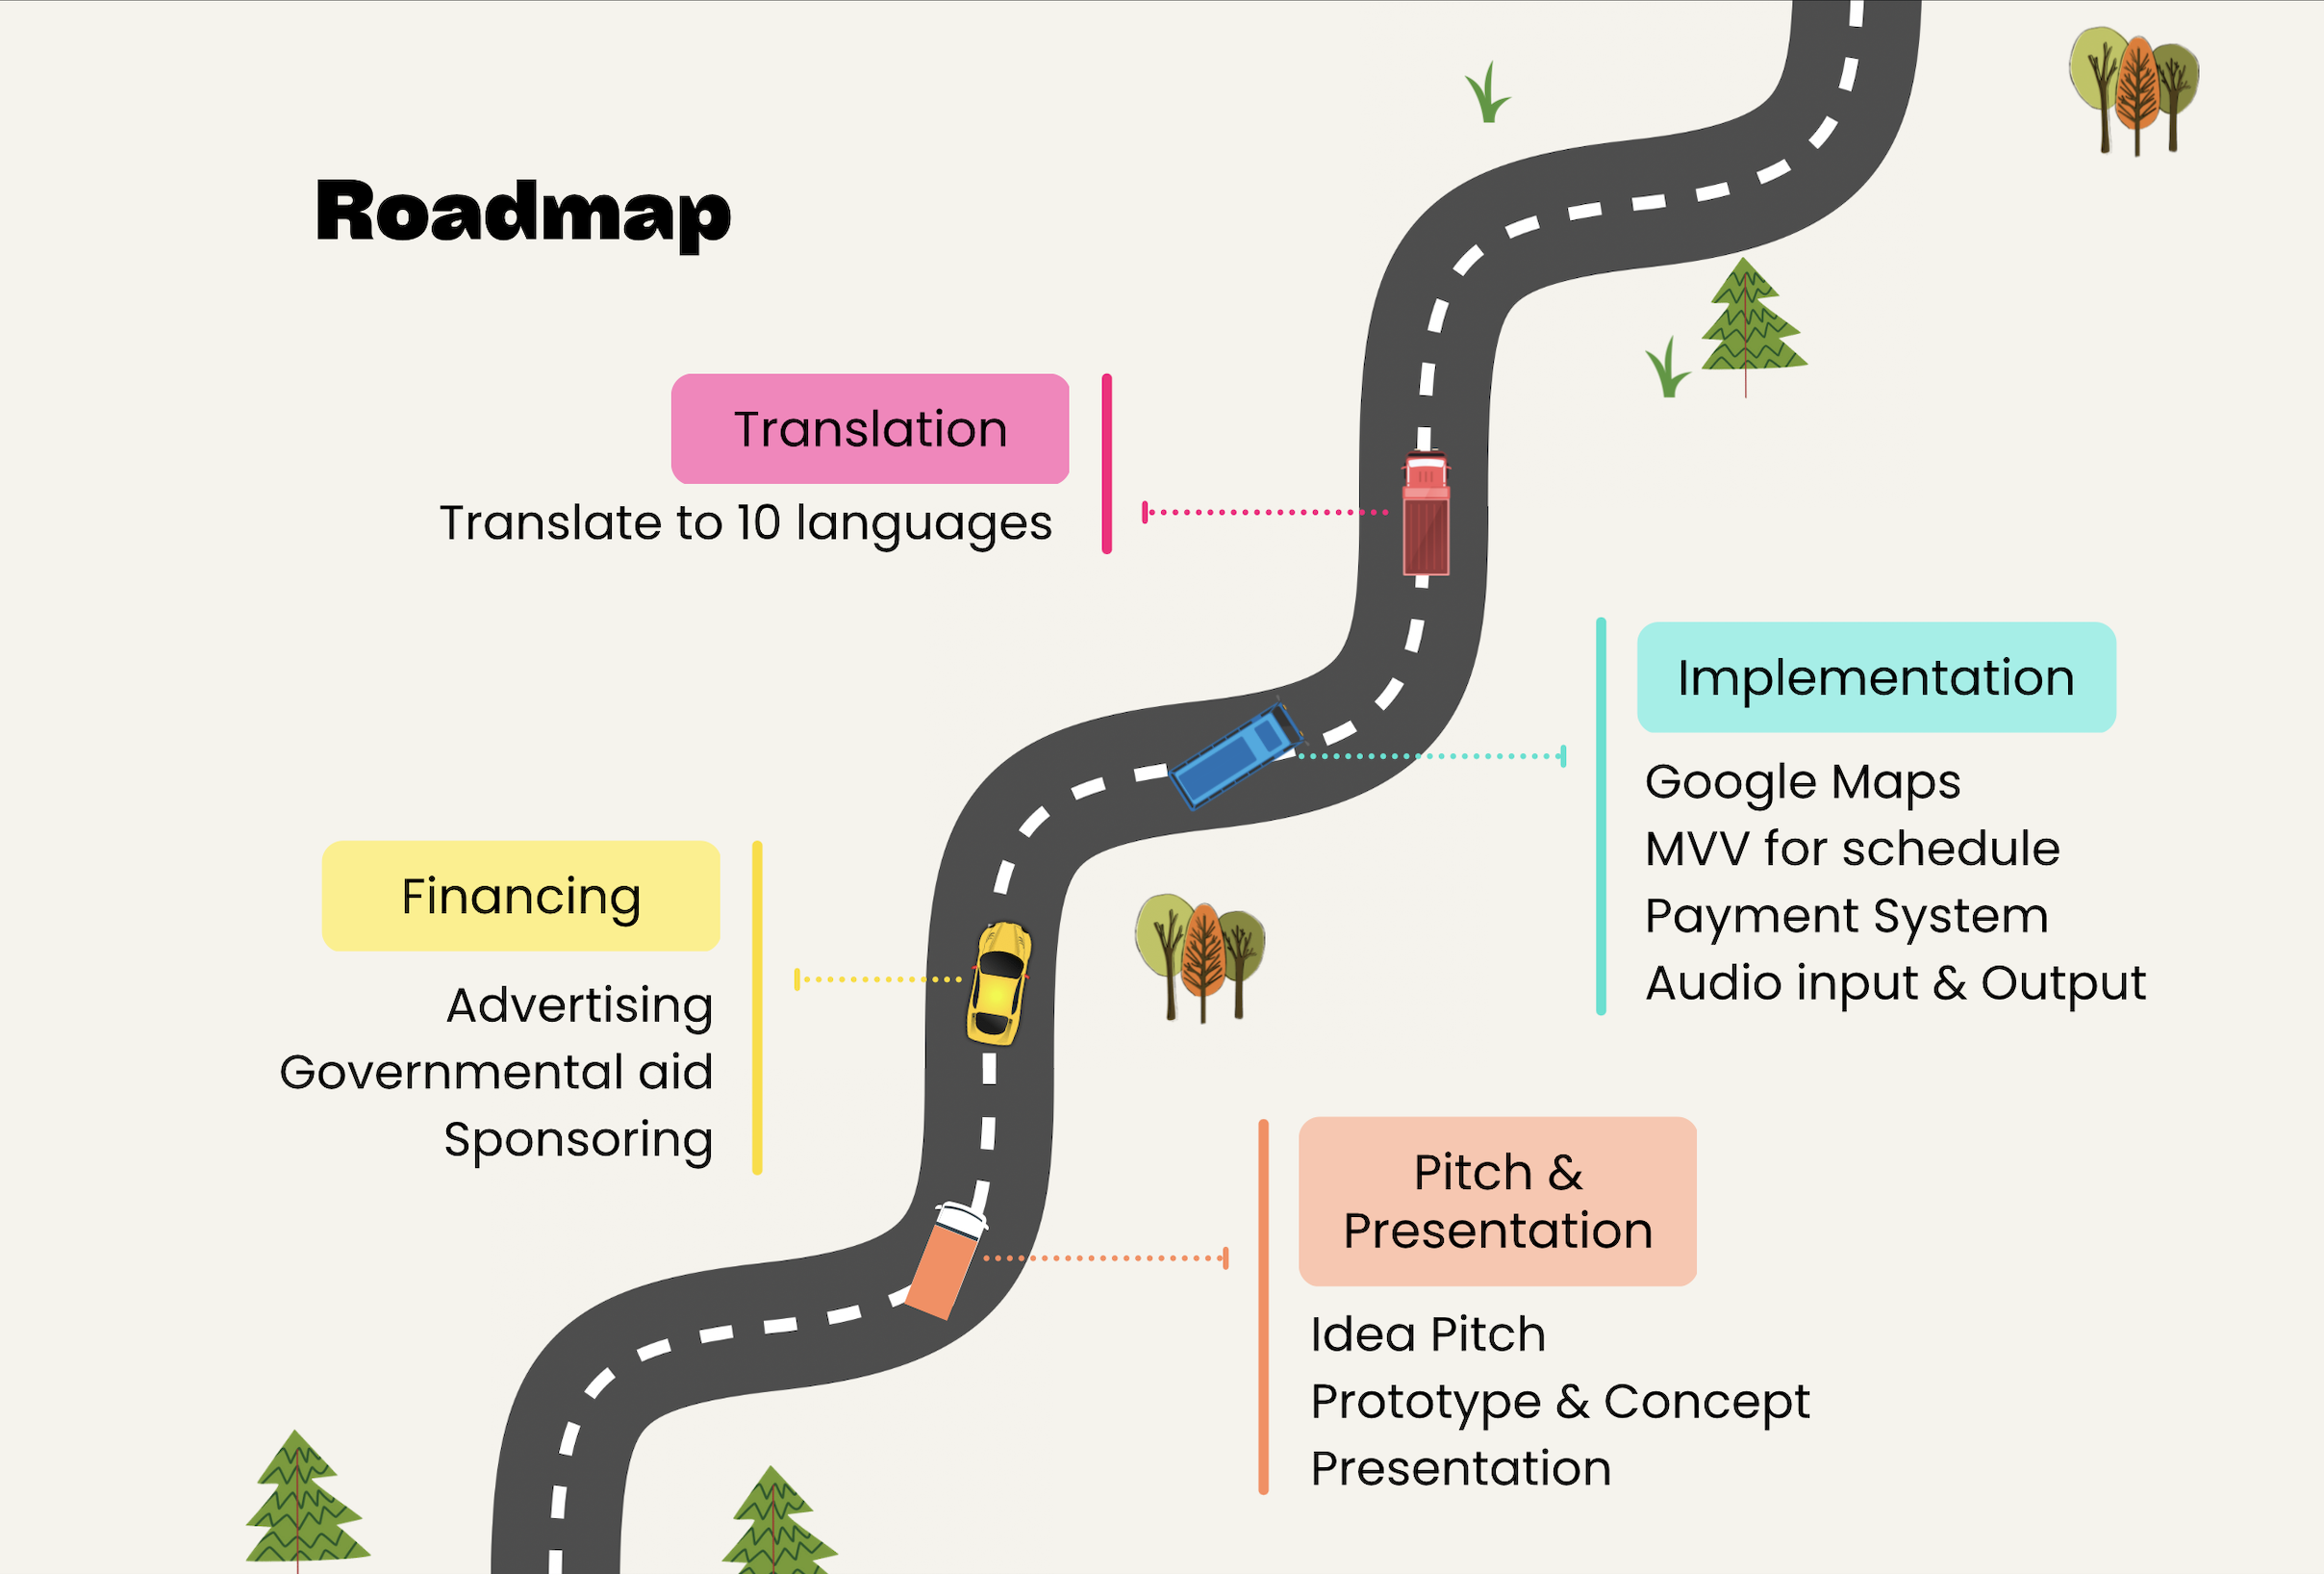 Roadmap
Translation
Translate to 10 languages
Implementation
Google Maps
MVV for schedule
Payment System
Audio input & Output
Financing
Advertising
Governmental aid
Sponsoring
Pitch &
Presentation
Idea Pitch
Prototype & Concept
Presentation